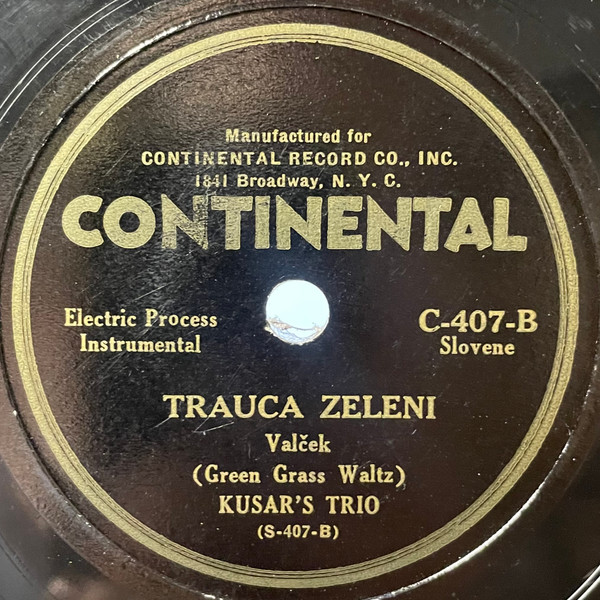 Manufactured for
CONTINENTAL RECORD CO., INC.
1841 Broadway, N. Y. C.
CONTINENTAL
Electric Process
Instrumental
C-407-B
Slovene
TRAUCA ZELENI
Valček
(Green Grass Waltz)
KUSAR'S TRIO
(S-407-B)